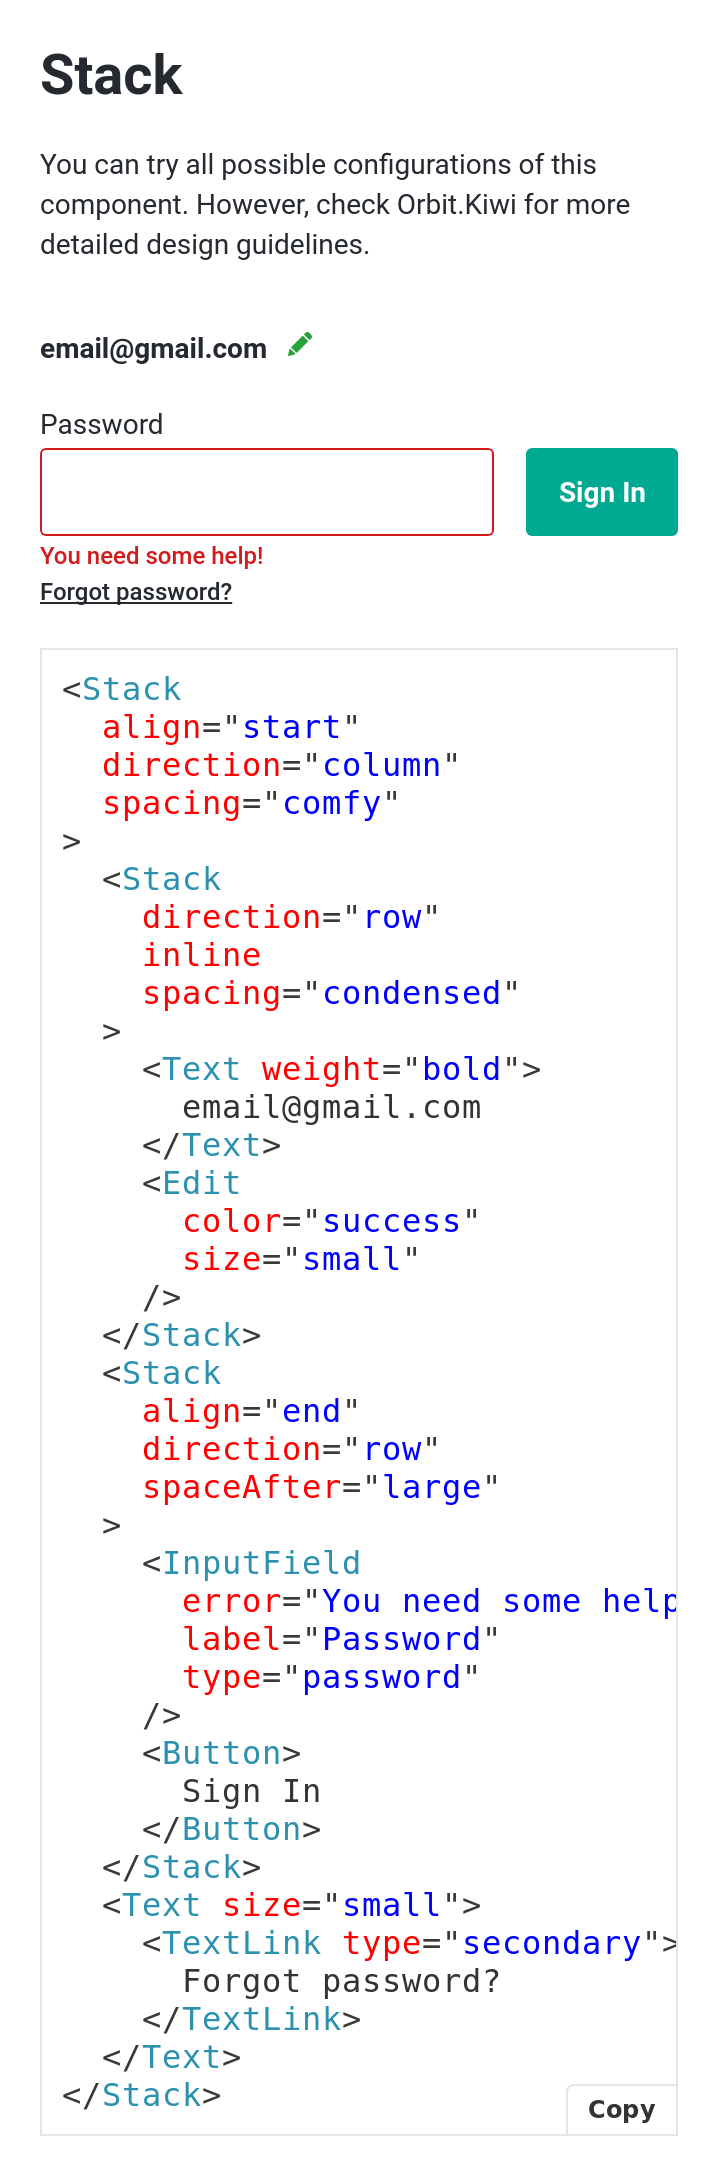 Stack
You can try all possible configurations of this
component. However, check Orbit.Kiwi for more
detailed design guidelines.
email@gmail.com
Password
Sign In
You need some help!
Forgot password?
<Stack
  align="start"
  direction="column"
  spacing="comfy"
>
  <Stack
    direction="row"
    inline
    spacing="condensed"
  >
    <Text weight="bold">
      email@gmail.com
    </Text>
    <Edit
      color="success"
      size="small"
    />
  </Stack>
  <Stack
    align="end"
    direction="row"
    spaceAfter="large"
  >
    <InputField
      error="You need some help
      label="Password"
      type="password"
    />
    <Button>
      Sign In
    </Button>
  </Stack>
  <Text size="small">
    <TextLink type="secondary">
      Forgot password?
    </TextLink>
  </Text>
</Stack>
Copy